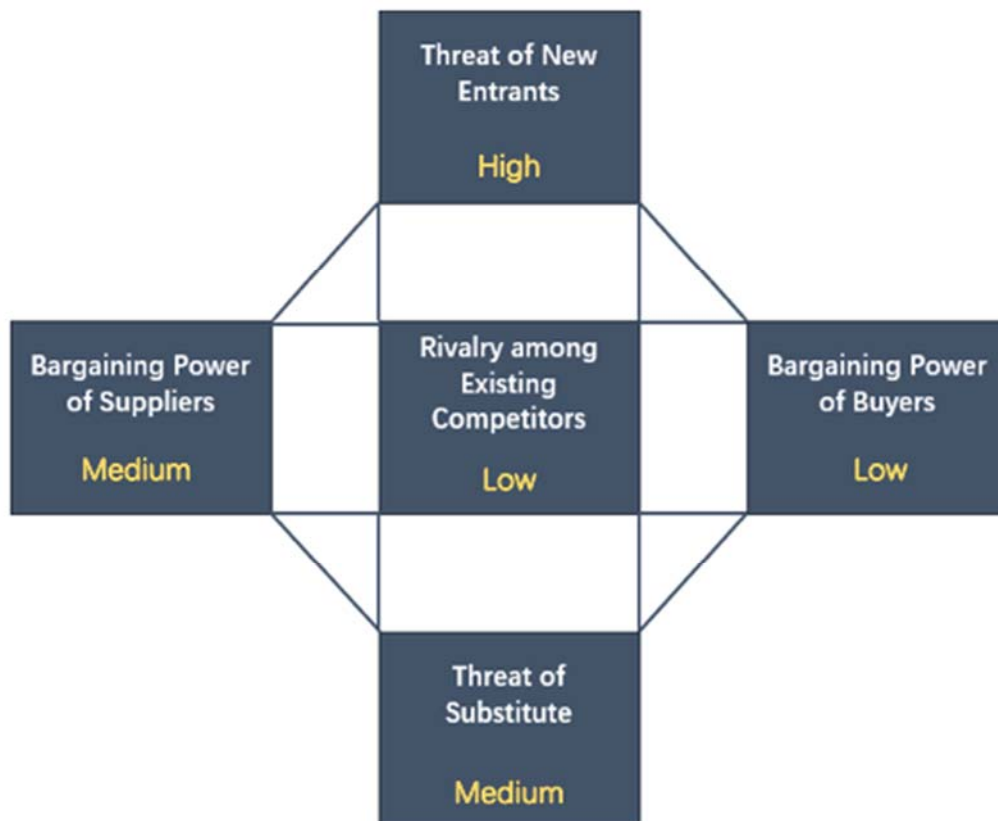 Threat of New
Entrants
High
Bargaining Power
of Suppliers
Medium
Rivalry among
Existing
Competitors
Low
Bargaining Power
of Buyers
Low
Threat of
Substitute
Medium